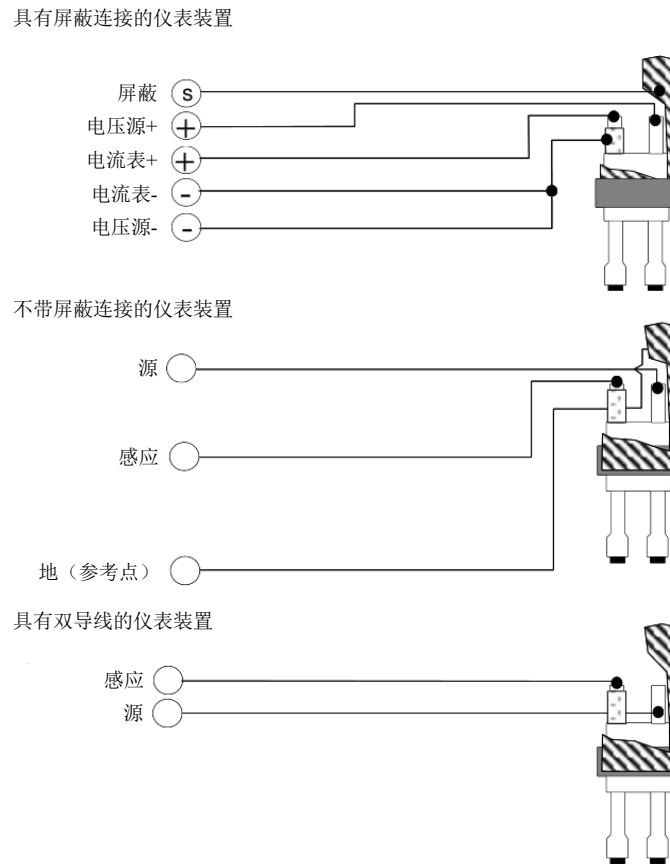 具有屏蔽连接的仪表装置
屏蔽 S
电压源+ +
电流表+ +
电流表- -
电压源- -
不带屏蔽连接的仪表装置
源
感应
地（参考点）
具有双导线的仪表装置
感应
源